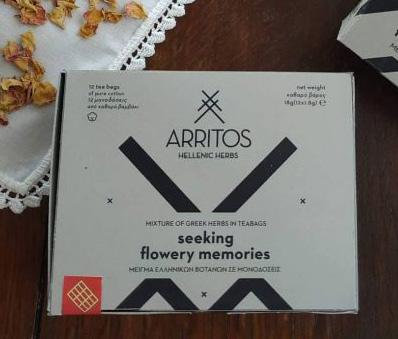 12 tea bags
of pure cotton
12 μονοδόσεις
από καθαρό βαμβάκι
net weight
καθαρό βάρος
18g(12x1.5g) e
ARRITOS
HELLENIC HERBS
MIXTURE OF GREEK HERBS IN TEABAGS
seeking
flowery memories
ΜΕΙΓΜΑ ΕΛΛΗΝΙΚΩΝ ΒΟΤΑΝΩΝ ΣΕ ΜΟΝΟΔΟΣΕΙΣ